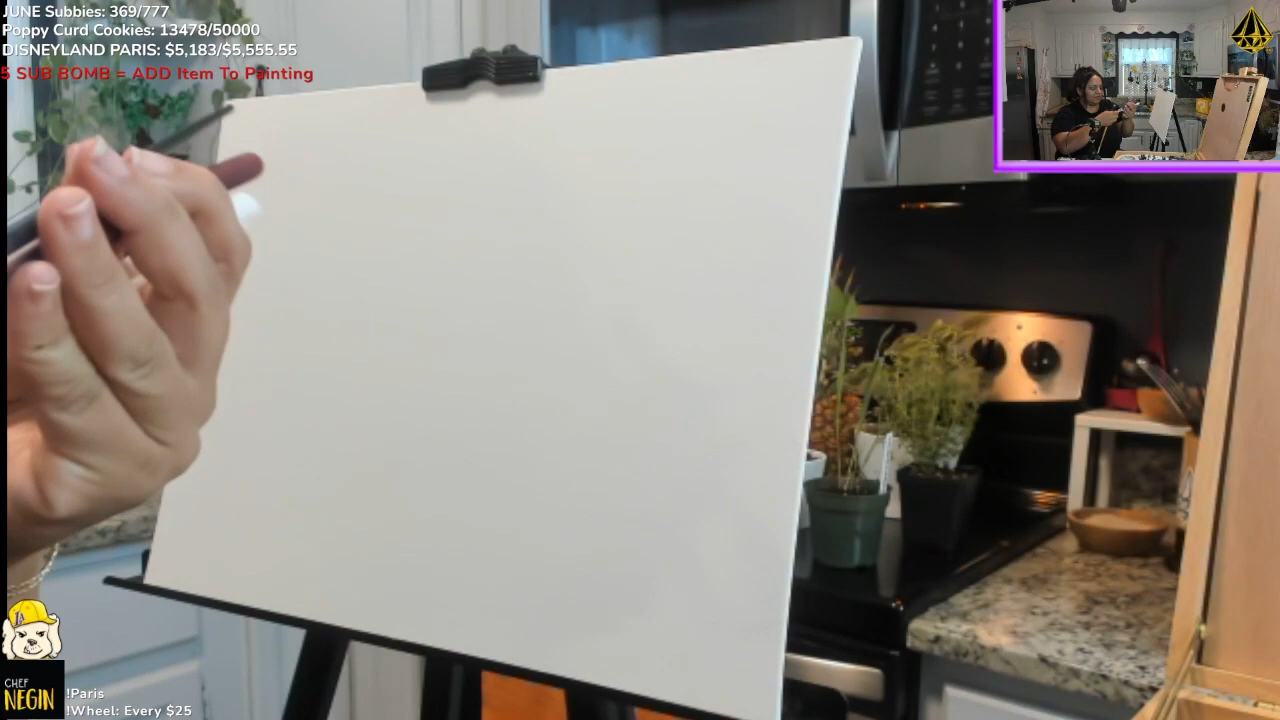 JUNE Subbies: 369/777
Poppy Curd Cookies: 13478/50000
DISNEYLAND PARIS: $5,183/$5,555.55
5 SUB BOMB = ADD Item To Painting
CHEF
NEGIN
!Paris
!Wheel: Every $25